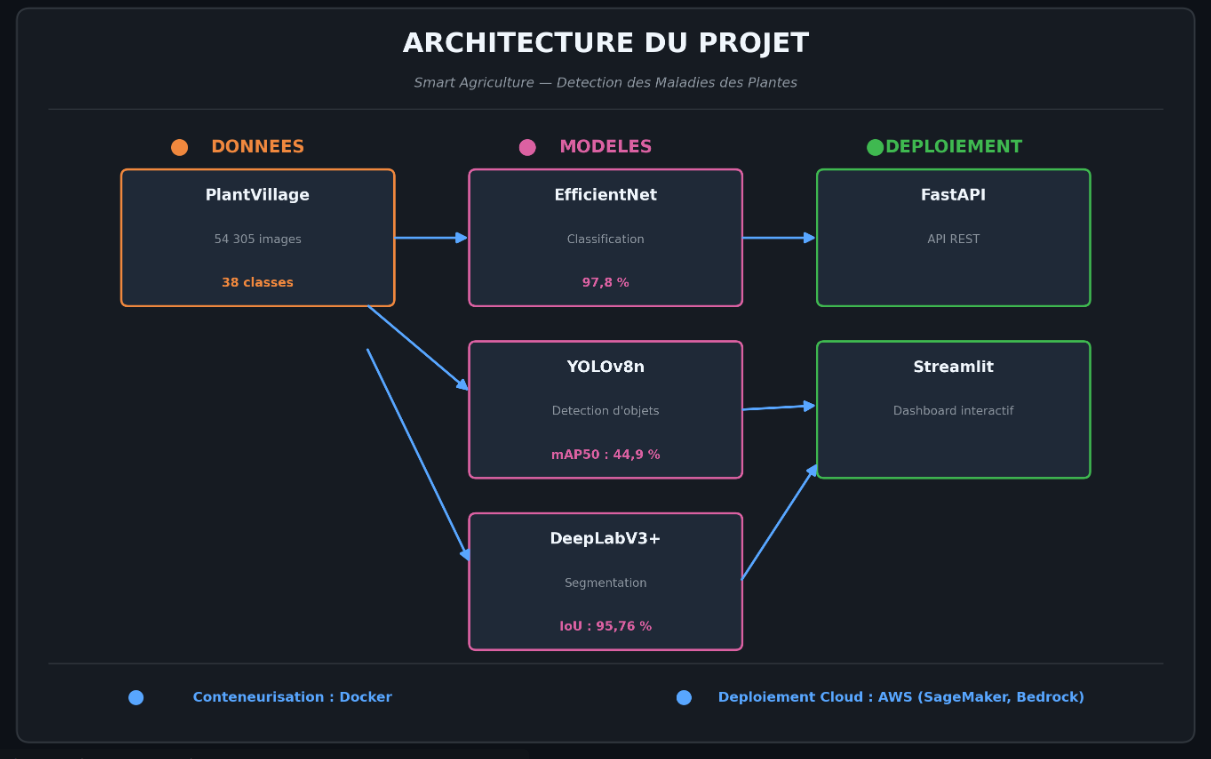 ARCHITECTURE DU PROJET
Smart Agriculture — Detection des Maladies des Plantes
DONNEES
PlantVillage
54 305 images
38 classes
MODELES
EfficientNet
Classification
97,8 %
YOLOv8n
Detection d'objets
mAP50 : 44,9 %
DeepLabV3+
Segmentation
IoU : 95,76 %
DEPLOIEMENT
FastAPI
API REST
Streamlit
Dashboard interactif
Conteneurisation : Docker
Deploiement Cloud : AWS (SageMaker, Bedrock)